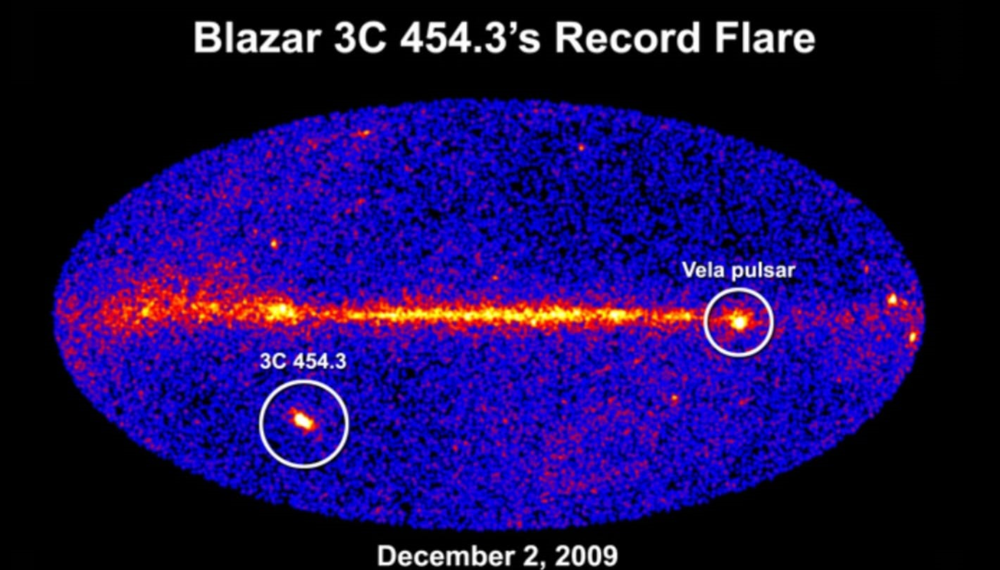 Blazar 3C 454.3’s Record Flare
Vela pulsar
3C 454.3
December 2, 2009